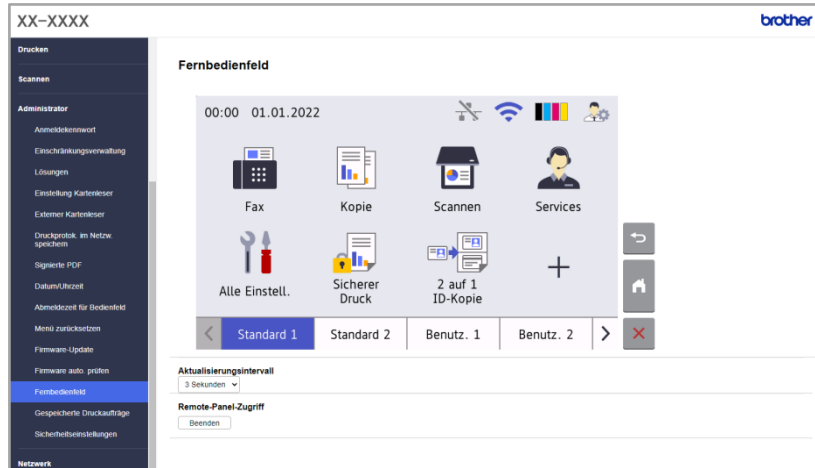 XX-XXXX
brother
Drucken
Scannen
Administrator
Anmeldekennwort
Einschränkungsverwaltung
Lösungen
Einstellung Kartenleser
Externer Kartenleser
Druckprotok. im Netzw.
speichern
Signierte PDF
Datum/Uhrzeit
Abmeldezeit für Bedienfeld
Menü zurücksetzen
Firmware-Update
Firmware auto. prüfen
Fernbedienfeld
Gespeicherte Druckaufträge
Sicherheitseinstellungen
Netzwerk
Fernbedienfeld
00:00 01.01.2022
Fax
Kopie
Scannen
Services
Alle Einstell.
Sicherer
Druck
2 auf 1
ID-Kopie
Standard 1
Standard 2
Benutz. 1
Benutz. 2
Aktualisierungsintervall
3 Sekunden
Remote-Panel-Zugriff
Beenden